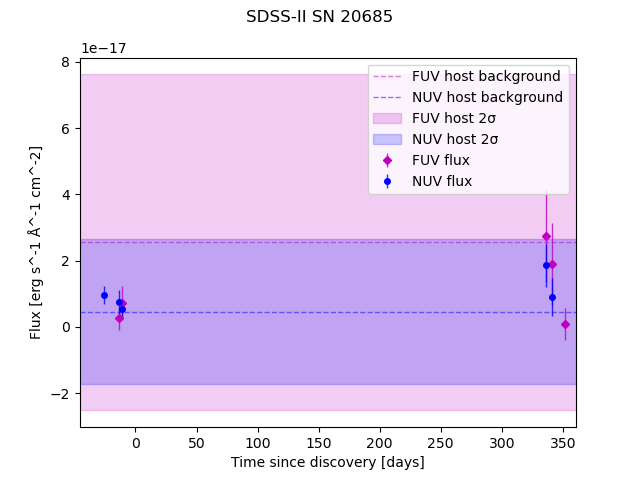 SDSS-II SN 20685
1e−17
FUV host background
NUV host background
FUV host 2σ
NUV host 2σ
FUV flux
NUV flux
8
6
4
2
0
−2
Flux [erg s^-1 Å^-1 cm^-2]
0 50 100 150 200 250 300 350
Time since discovery [days]